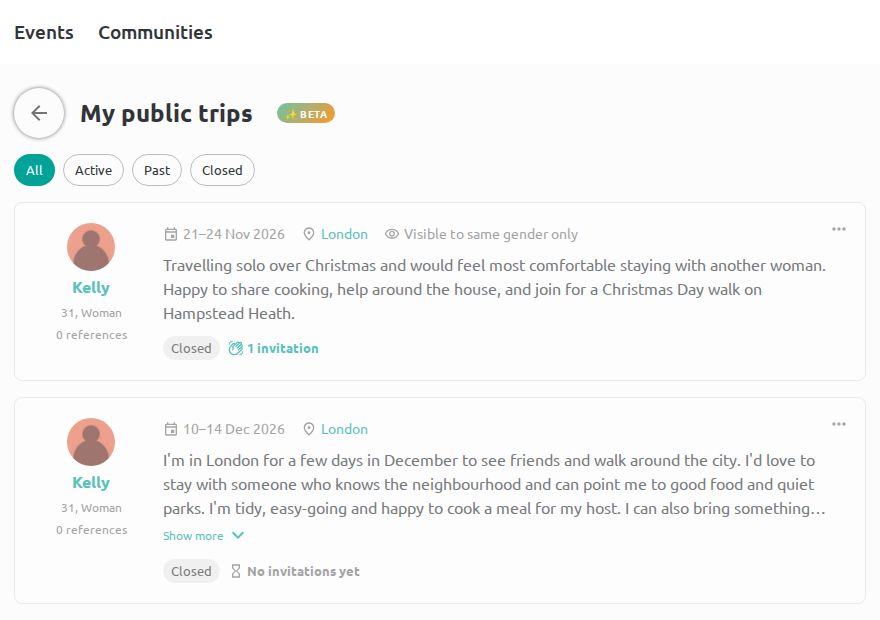 Events Communities
My public trips ✨ BETA
All Active Past Closed
21–24 Nov 2026 London Visible to same gender only
Travelling solo over Christmas and would feel most comfortable staying with another woman.
Happy to share cooking, help around the house, and join for a Christmas Day walk on
Hampstead Heath.
Kelly
31, Woman
0 references
Closed 1 invitation
10–14 Dec 2026 London
I'm in London for a few days in December to see friends and walk around the city. I'd love to
stay with someone who knows the neighbourhood and can point me to good food and quiet
parks. I'm tidy, easy-going and happy to cook a meal for my host. I can also bring something…
Kelly
31, Woman
0 references
Show more
Closed No invitations yet